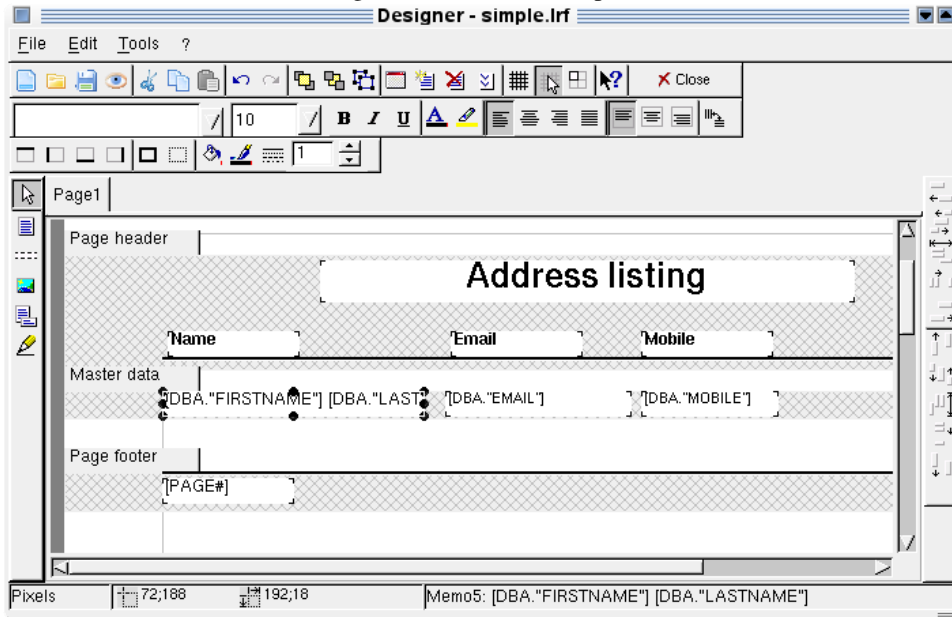 Designer - simple.lrf
File Edit Tools ?
Close
10 B I U A
1
Page1
Page header
Address listing
Name Email Mobile
Master data
[DBA."FIRSTNAME"] [DBA."LAST [DBA."EMAIL"] [DBA."MOBILE"]
Page footer
[PAGE#]
Pixels 72;188 192;18 Memo5: [DBA."FIRSTNAME"] [DBA."LASTNAME"]